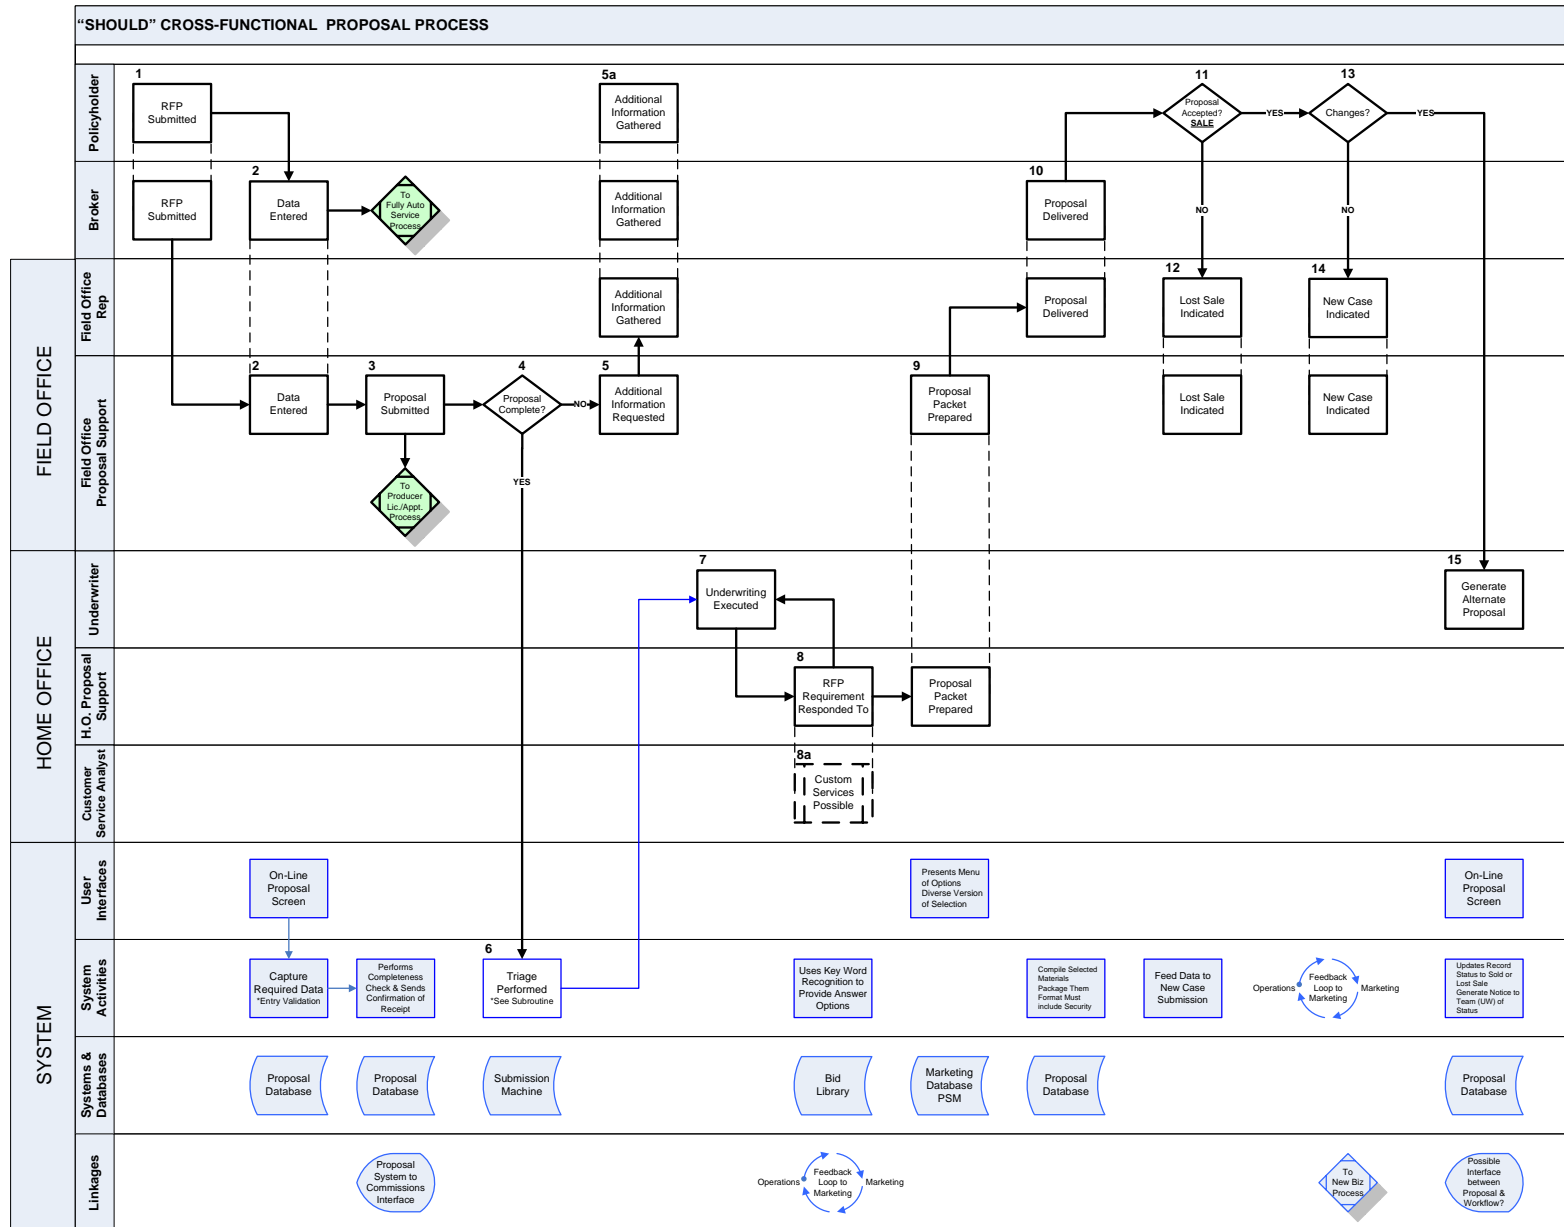 “SHOULD” CROSS-FUNCTIONAL PROPOSAL PROCESS
Policyholder
1
RFP
Submitted
5a
Additional
Information
Gathered
11
Proposal
Accepted?
SALE
YES
13
Changes?
YES
NO
NO
Broker
RFP
Submitted
2
Data
Entered
To
Fully Auto
Service
Process
Additional
Information
Gathered
10
Proposal
Delivered
FIELD OFFICE
Field Office
Rep
Additional
Information
Gathered
Proposal
Delivered
12
Lost Sale
Indicated
14
New Case
Indicated
Field Office
Proposal Support
2
Data
Entered
3
Proposal
Submitted
4
Proposal
Complete?
NO
5
Additional
Information
Requested
9
Proposal
Packet
Prepared
Lost Sale
Indicated
New Case
Indicated
To
Producer
Lic./Appt.
Process
YES
HOME OFFICE
Underwriter
7
Underwriting
Executed
15
Generate
Alternate
Proposal
H.O. Proposal
Support
8
RFP
Requirement
Responded To
Proposal
Packet
Prepared
Customer
Service Analyst
8a
Custom
Services
Possible
SYSTEM
User
Interfaces
On-Line
Proposal
Screen
Presents Menu
of Options
Diverse Version
of Selection
On-Line
Proposal
Screen
System
Activities
Capture
Required Data
*Entry Validation
Performs
Completeness
Check & Sends
Confirmation of
Receipt
6
Triage
Performed
*See Subroutine
Uses Key Word
Recognition to
Provide Answer
Options
Compile Selected
Materials
Package Them
Format Must
include Security
Feed Data to
New Case
Submission
Operations
Feedback
Loop to
Marketing
Marketing
Updates Record
Status to Sold or
Lost Sale
Generate Notice to
Team (UW) of
Status
Systems &
Databases
Proposal
Database
Proposal
Database
Submission
Machine
Bid
Library
Marketing
Database
PSM
Proposal
Database
Proposal
Database
Linkages
Proposal
System to
Commissions
Interface
Operations
Feedback
Loop to
Marketing
Marketing
To
New Biz
Process
Possible
Interface
between
Proposal &
Workflow?